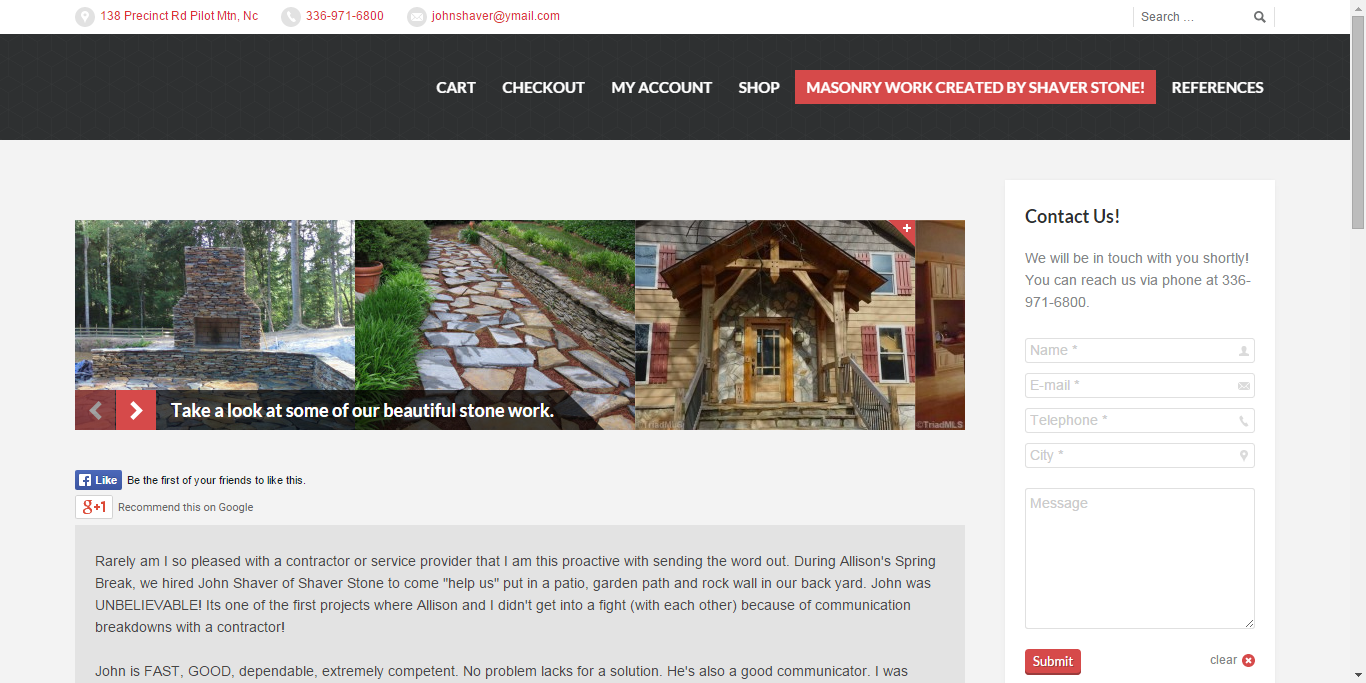 138 Precinct Rd Pilot Mtn, Nc
336-971-6800
johnshaver@ymail.com
Search ...
CART
CHECKOUT
MY ACCOUNT
SHOP
MASONRY WORK CREATED BY SHAVER STONE!
REFERENCES
Take a look at some of our beautiful stone work.
©TriadMLS
Like
Be the first of your friends to like this.
g+1
Recommend this on Google
Rarely am I so pleased with a contractor or service provider that I am this proactive with sending the word out. During Allison's Spring
Break, we hired John Shaver of Shaver Stone to come "help us" put in a patio, garden path and rock wall in our back yard. John was
UNBELIEVABLE! Its one of the first projects where Allison and I didn't get into a fight (with each other) because of communication
breakdowns with a contractor!
John is FAST, GOOD, dependable, extremely competent. No problem lacks for a solution. He's also a good communicator. I was
Contact Us!
We will be in touch with you shortly!
You can reach us via phone at 336-
971-6800.
Name *
E-mail *
Telephone *
City *
Message
Submit
clear